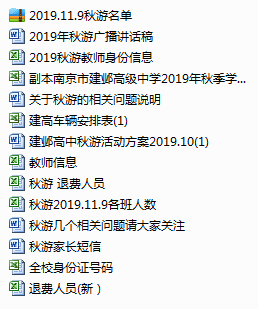 2019.11.9秋游名单
2019年秋游广播讲话稿
2019秋游教师身份信息
副本南京市建邺高级中学2019年秋季学...
关于秋游的相关问题说明
建高车辆安排表(1)
建邺高中秋游活动方案2019.10(1)
教师信息
秋游 退费人员
秋游2019.11.9各班人数
秋游几个相关问题请大家关注
秋游家长短信
全校身份证号码
退费人员(新 )